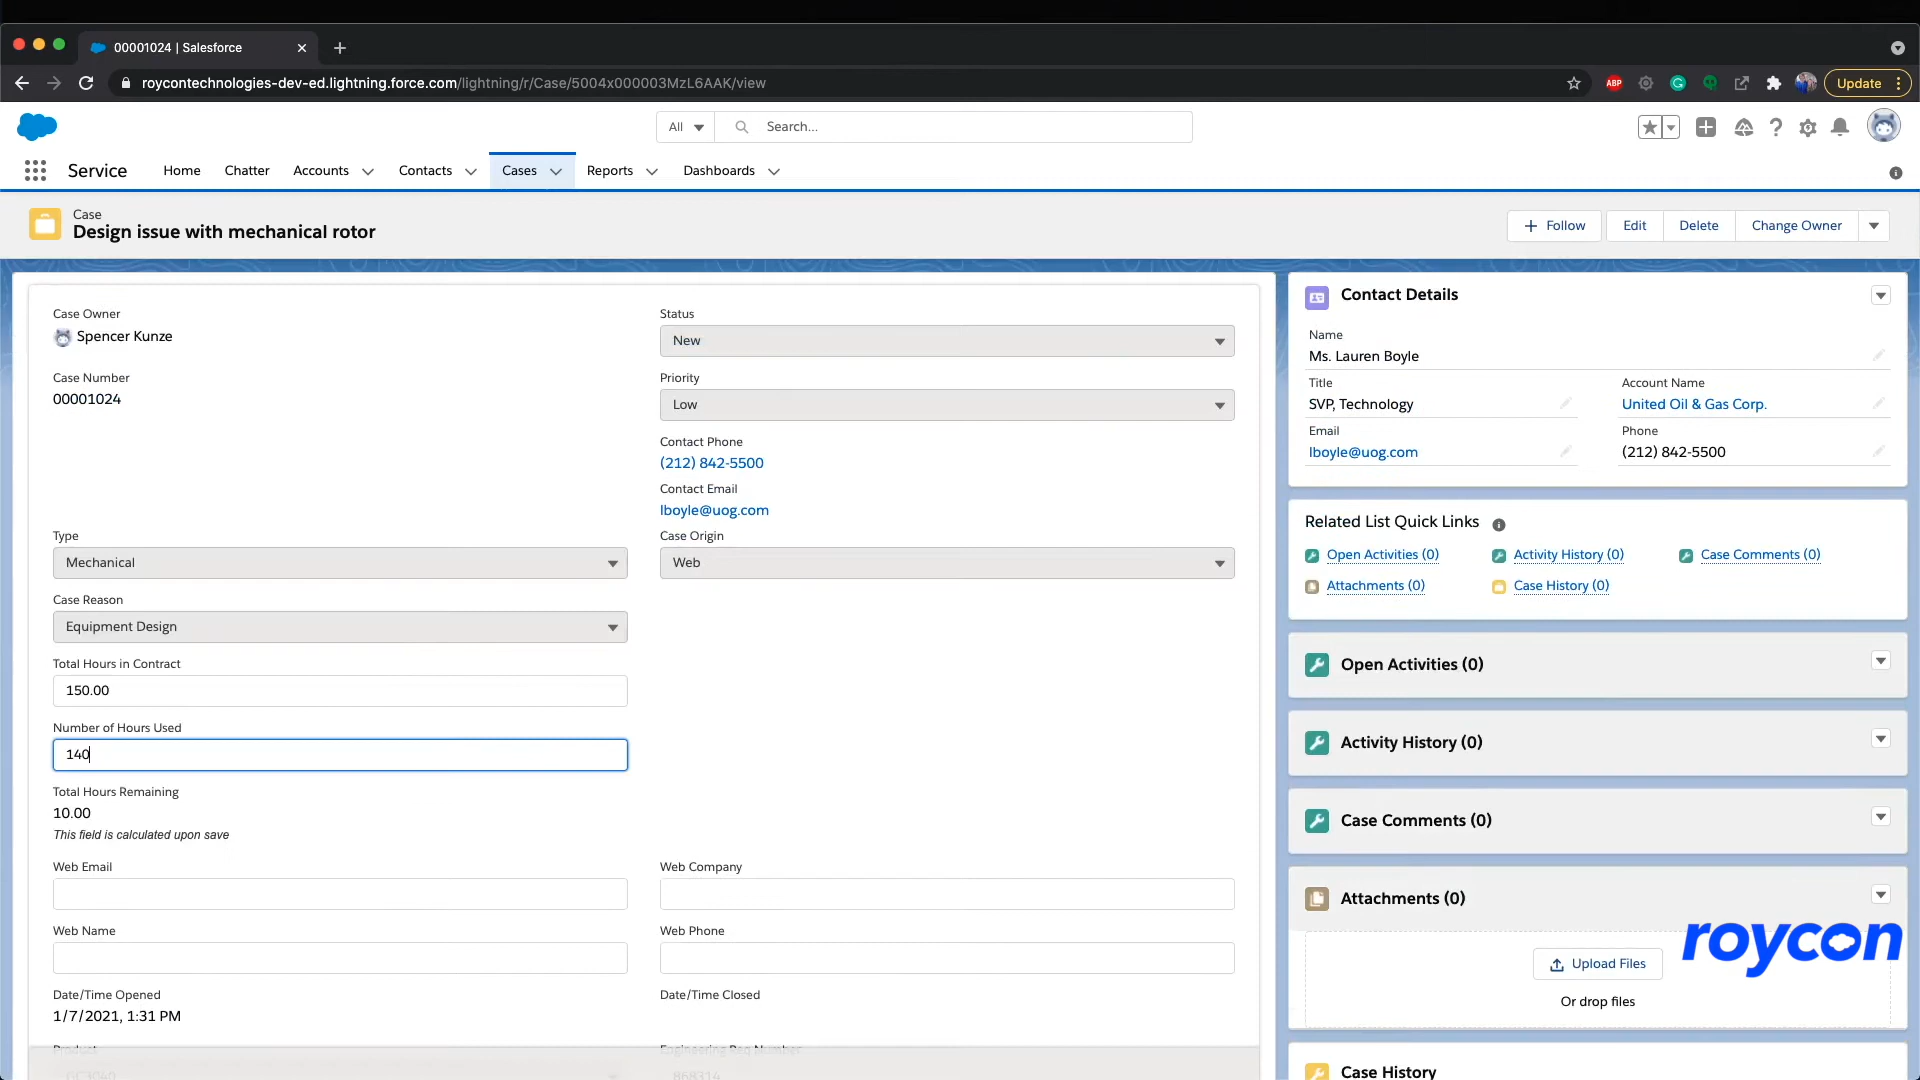 00001024 | Salesforce
roycontechnologies-dev-ed.lightning.force.com/lightning/r/Case/5004x000003MzL6AAK/view
ABP
Update
All
Search...
Service
Home
Chatter
Accounts
Contacts
Cases
Reports
Dashboards
Case
Design issue with mechanical rotor
Follow
Edit
Delete
Change Owner
Case Owner
Spencer Kunze
Case Number
00001024
Status
New
Priority
Low
Contact Phone
(212) 842-5500
Contact Email
lboyle@uog.com
Type
Mechanical
Case Origin
Web
Case Reason
Equipment Design
Total Hours in Contract
150.00
Number of Hours Used
140
Total Hours Remaining
10.00
This field is calculated upon save
Web Email
Web Company
Web Name
Web Phone
Date/Time Opened
1/7/2021, 1:31 PM
Date/Time Closed
Product
Engineering Req Number
GC3040
868314
Contact Details
Name
Ms. Lauren Boyle
Title
SVP, Technology
Account Name
United Oil & Gas Corp.
Email
lboyle@uog.com
Phone
(212) 842-5500
Related List Quick Links
Open Activities (0)
Activity History (0)
Case Comments (0)
Attachments (0)
Case History (0)
Open Activities (0)
Activity History (0)
Case Comments (0)
Attachments (0)
Upload Files
Or drop files
roycon
Case History